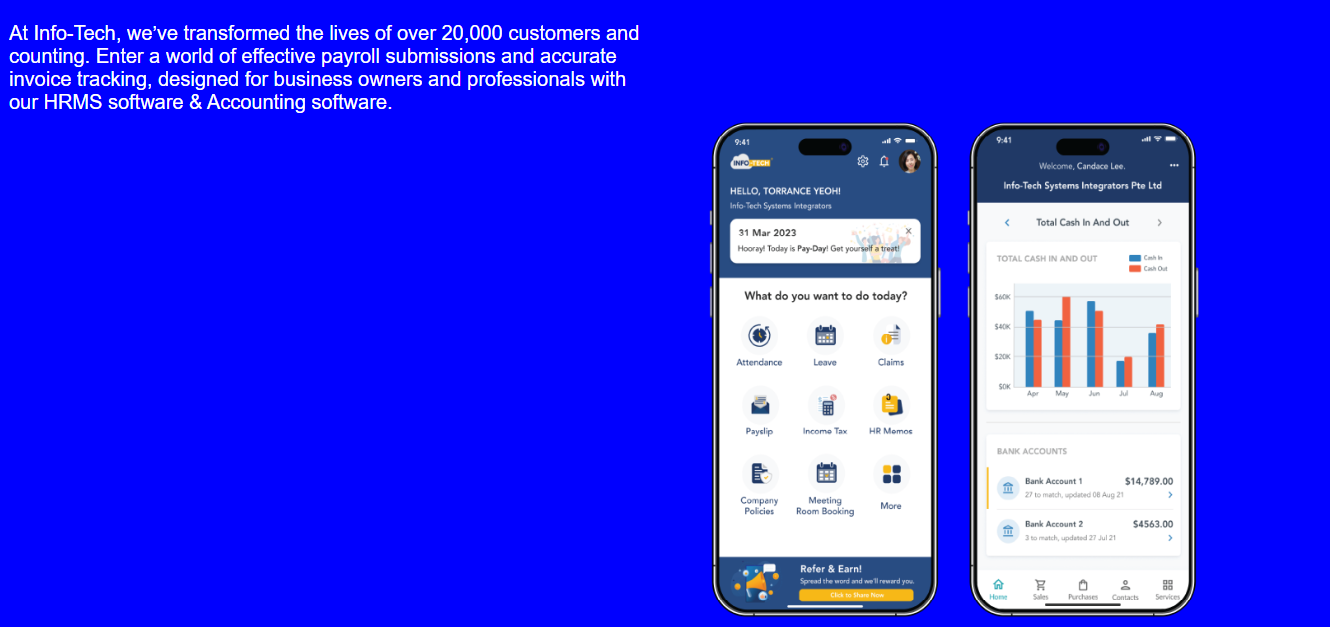 At Info-Tech, we’ve transformed the lives of over 20,000 customers and
counting. Enter a world of effective payroll submissions and accurate
invoice tracking, designed for business owners and professionals with
our HRMS software & Accounting software.
9:41
INFO-TECH
HELLO, TORRANCE YEOH!
Info-Tech Systems Integrators
31 Mar 2023
Hooray! Today is Pay-Day! Get yourself a treat!
What do you want to do today?
Attendance Leave Claims
Payslip Income Tax HR Memos
Company Policies
Meeting Room Booking
More
Refer & Earn!
Spread the word and we'll reward you.
Click to Share Now
9:41
Welcome, Candace Lee.
Info-Tech Systems Integrators Pte Ltd
Total Cash In And Out
TOTAL CASH IN AND OUT
Cash In
Cash Out
$60K
$40K
$20K
$0K
Apr May Jun Jul Aug
BANK ACCOUNTS
Bank Account 1 $14,789.00
27 to match, updated 08 Aug 21
Bank Account 2 $4563.00
3 to match, updated 27 Jul 21
Home Sales Purchases Contacts Services